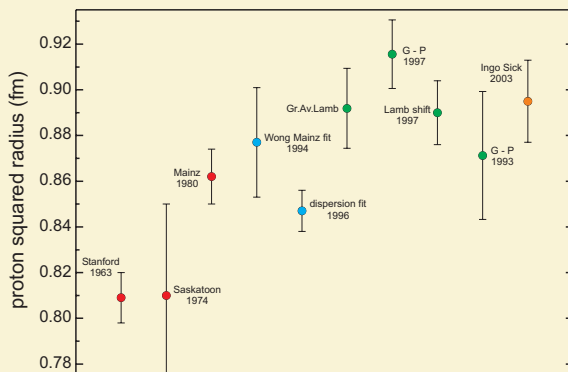 proton squared radius (fm)
0.92
0.90
0.88
0.86
0.84
0.82
0.80
0.78
Stanford
1963
Saskatoon
1974
Mainz
1980
Wong Mainz fit
1994
dispersion fit
1996
Gr.Av.Lamb
G - P
1997
Lamb shift
1997
G - P
1993
Ingo Sick
2003